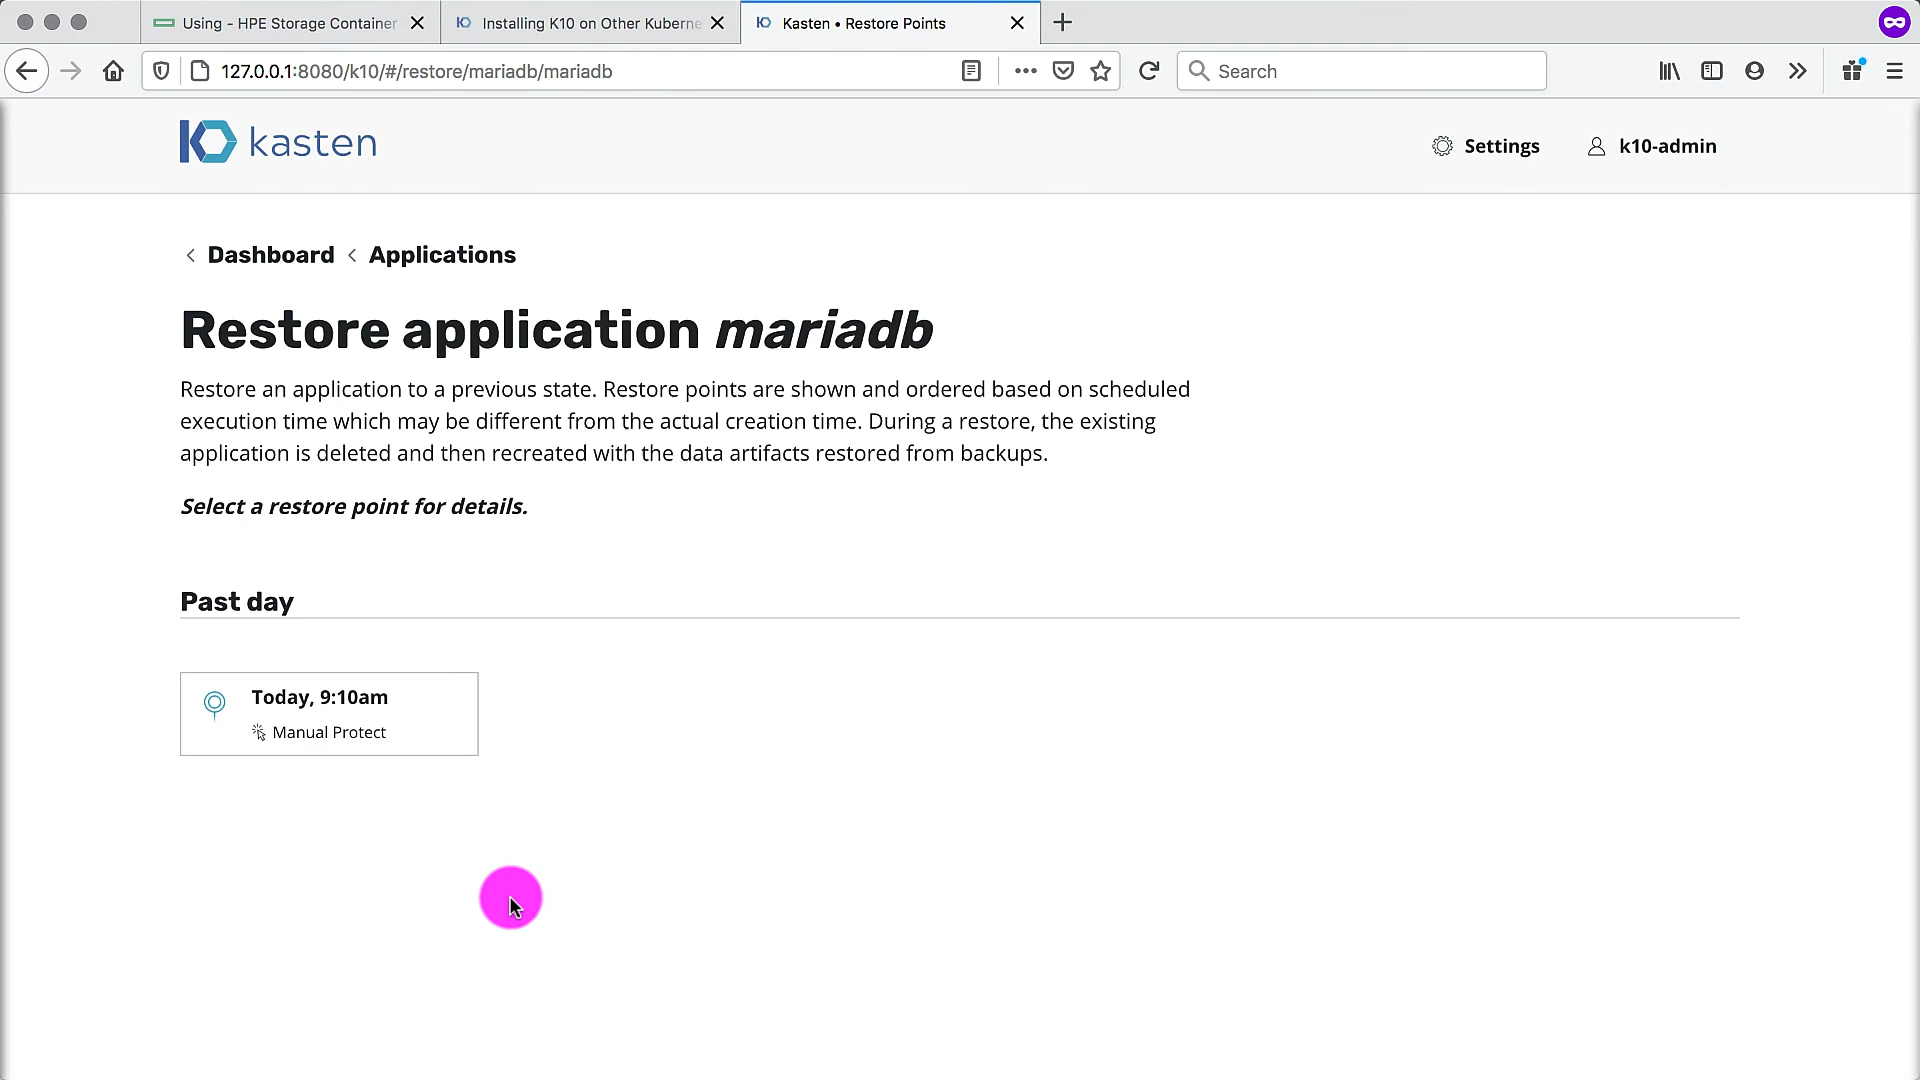 Using - HPE Storage Container
Installing K10 on Other Kuberne
Kasten • Restore Points
127.0.0.1:8080/k10/#/restore/mariadb/mariadb
Search
kasten
Settings
k10-admin
Dashboard
Applications
Restore application mariadb
Restore an application to a previous state. Restore points are shown and ordered based on scheduled
execution time which may be different from the actual creation time. During a restore, the existing
application is deleted and then recreated with the data artifacts restored from backups.
Select a restore point for details.
Past day
Today, 9:10am
Manual Protect